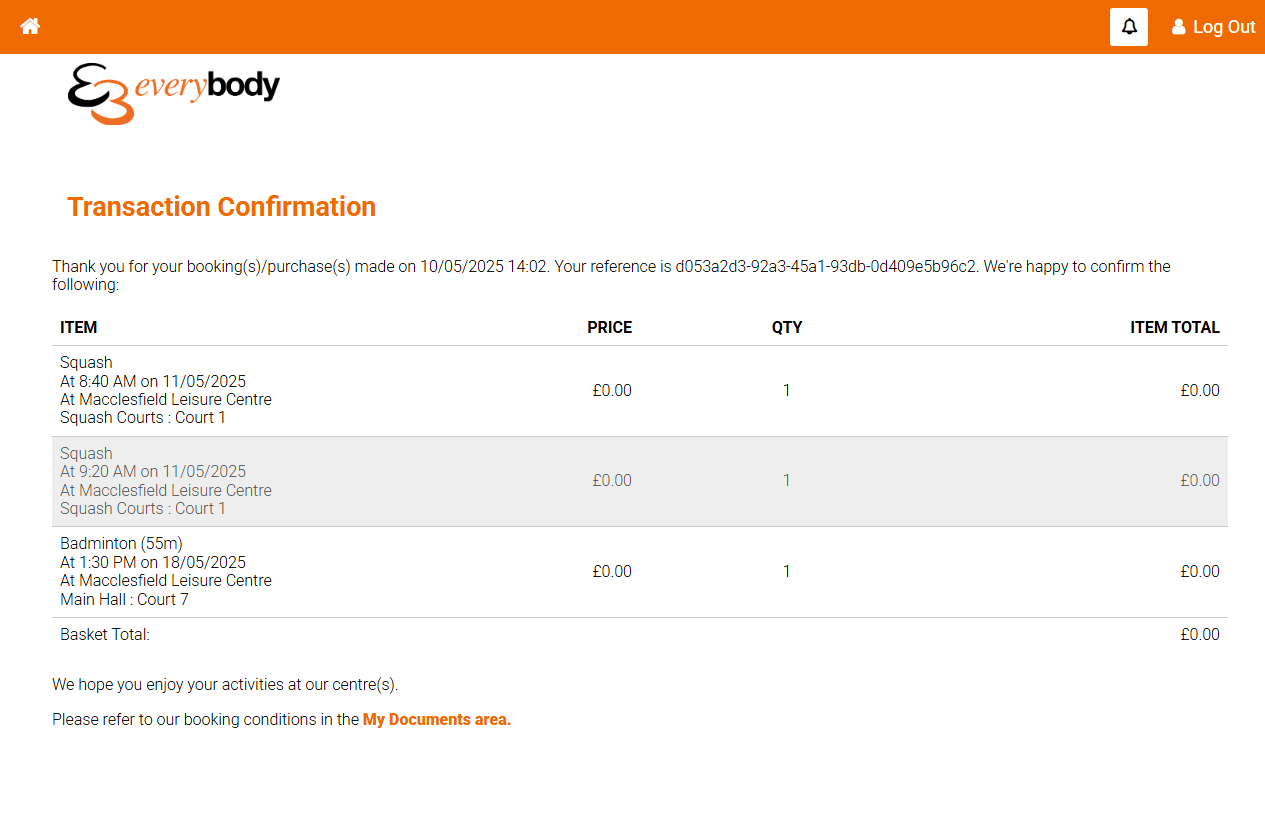 Log Out
everybody
Transaction Confirmation
Thank you for your booking(s)/purchase(s) made on 10/05/2025 14:02. Your reference is d053a2d3-92a3-45a1-93db-0d409e5b96c2. We're happy to confirm the
following:
ITEM PRICE QTY ITEM TOTAL
Squash
At 8:40 AM on 11/05/2025
At Macclesfield Leisure Centre
Squash Courts : Court 1
£0.00 1 £0.00
Squash
At 9:20 AM on 11/05/2025
At Macclesfield Leisure Centre
Squash Courts : Court 1
£0.00 1 £0.00
Badminton (55m)
At 1:30 PM on 18/05/2025
At Macclesfield Leisure Centre
Main Hall : Court 7
£0.00 1 £0.00
Basket Total: £0.00
We hope you enjoy your activities at our centre(s).
Please refer to our booking conditions in the My Documents area.